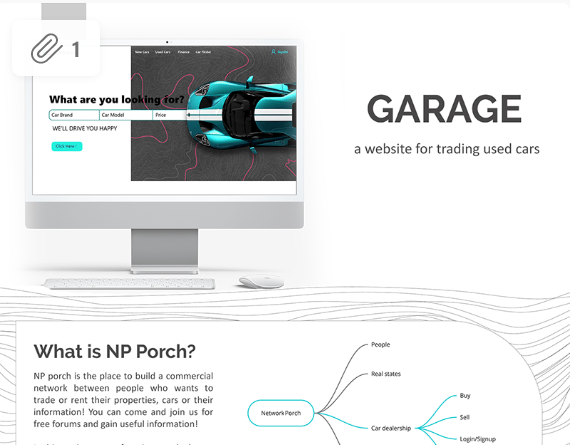 1
New Cars Used Cars Finance Car Finder
What are you looking for?
Car Brand Car Model Price
WE'LL DRIVE YOU HAPPY
Click Here !
GARAGE
a website for trading used cars
What is NP Porch?
NP porch is the place to build a commercial
network between people who wants to
trade or rent their properties, cars or their
information! You can come and join us for
free forums and gain useful information!
Network Porch
People
Real states
Car dealership
Buy
Sell
Login/Signup